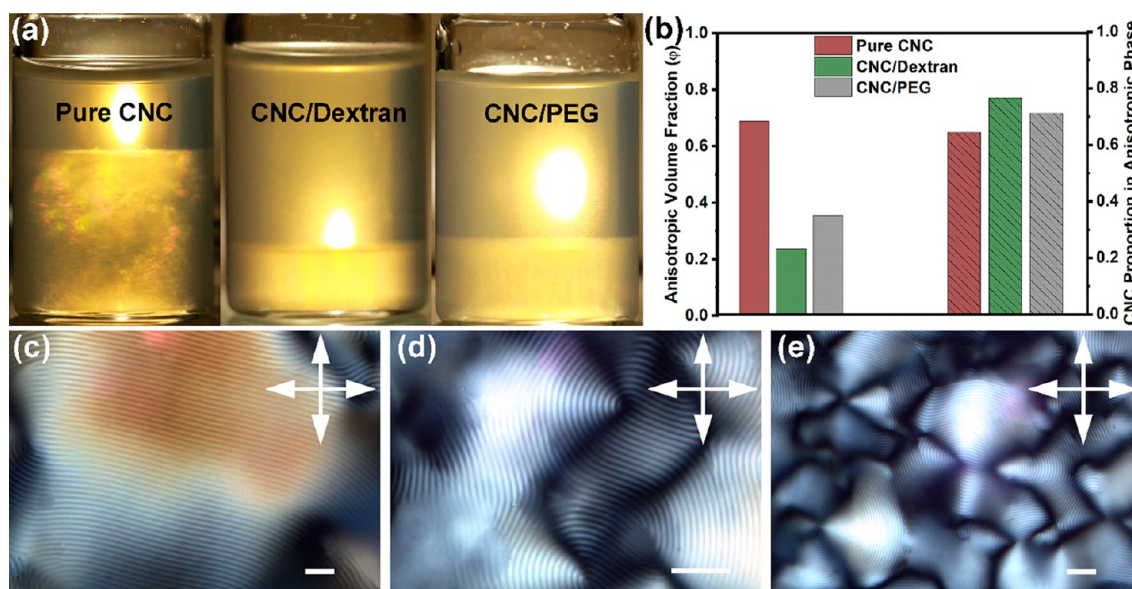 (a)
Pure CNC
CNC/Dextran
CNC/PEG
(b)
Anisotropic Volume Fraction (φ)
1.0
0.8
0.6
0.4
0.2
0.0
Pure CNC
CNC/Dextran
CNC/PEG
1.0
0.8
0.6
0.4
0.2
0.0
CNC Proportion in Anisotropic Phase
(c)
(d)
(e)